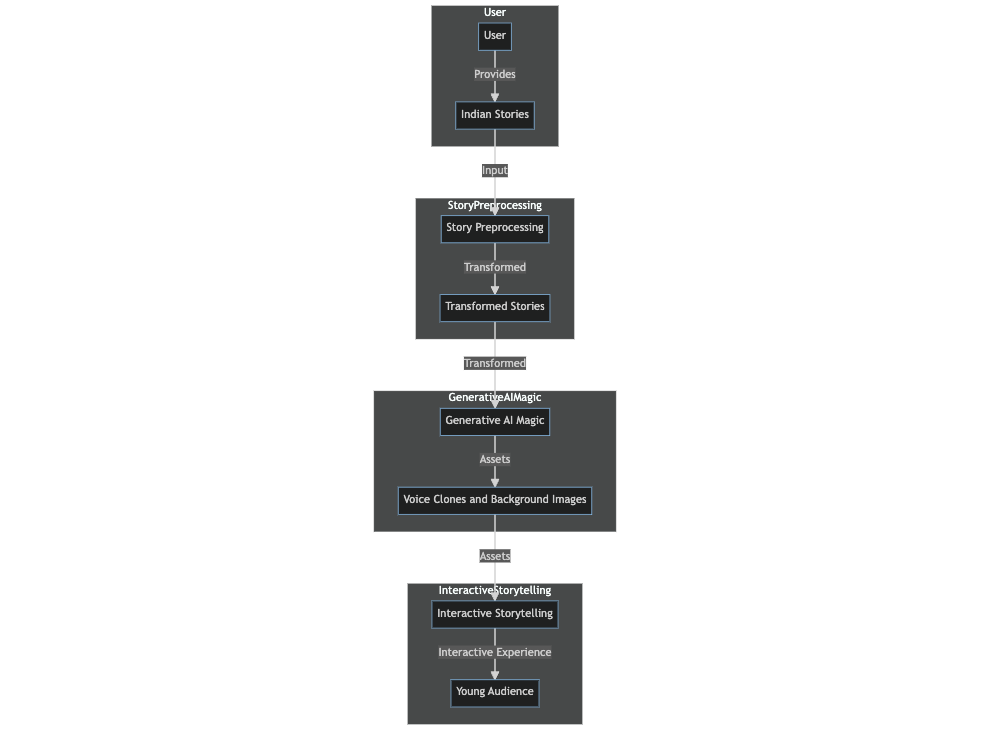 User
User
Provides
Indian Stories
Input
StoryPreprocessing
Story Preprocessing
Transformed
Transformed Stories
Transformed
GenerativeAIMagic
Generative AI Magic
Assets
Voice Clones and Background Images
Assets
InteractiveStorytelling
Interactive Storytelling
Interactive Experience
Young Audience